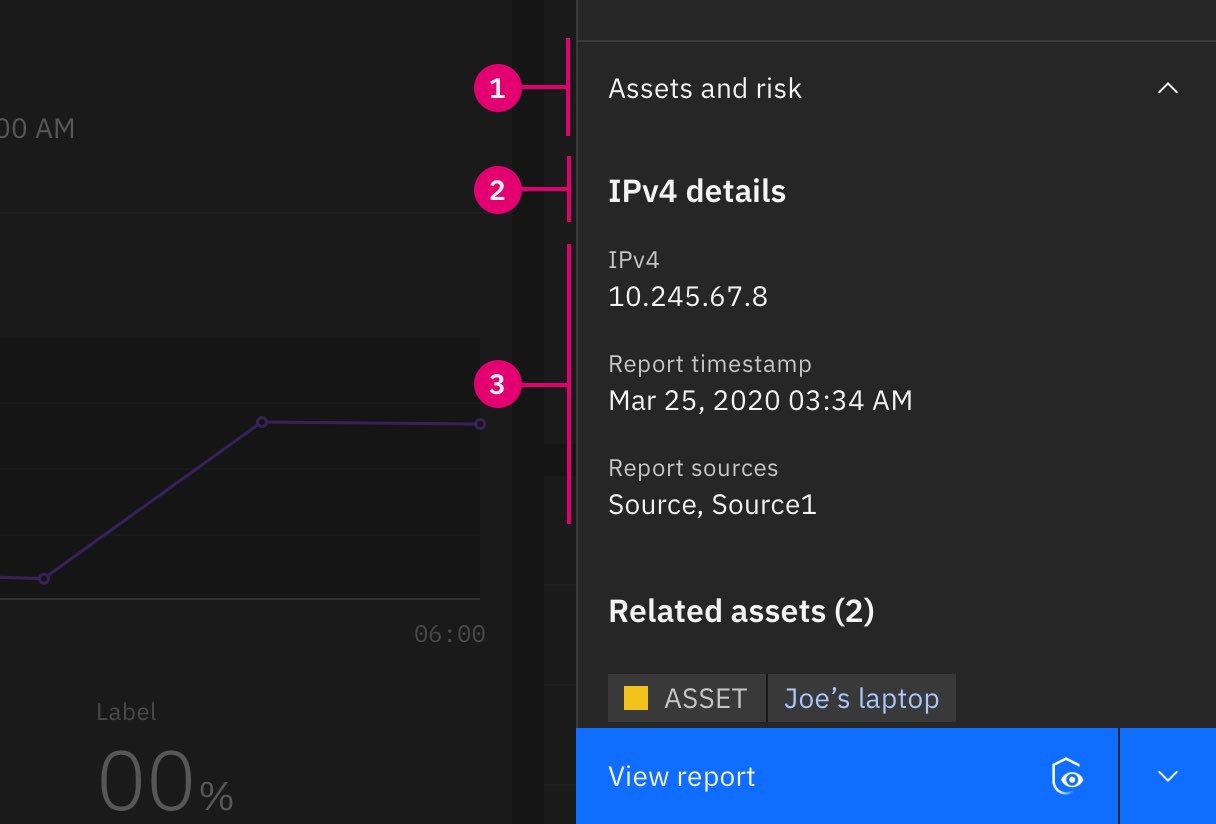 1
Assets and risk
00 AM
2
IPv4 details
IPv4
10.245.67.8
3
Report timestamp
Mar 25, 2020 03:34 AM
Report sources
Source, Source1
Related assets (2)
06:00
ASSET
Joe’s laptop
Label
00%
View report